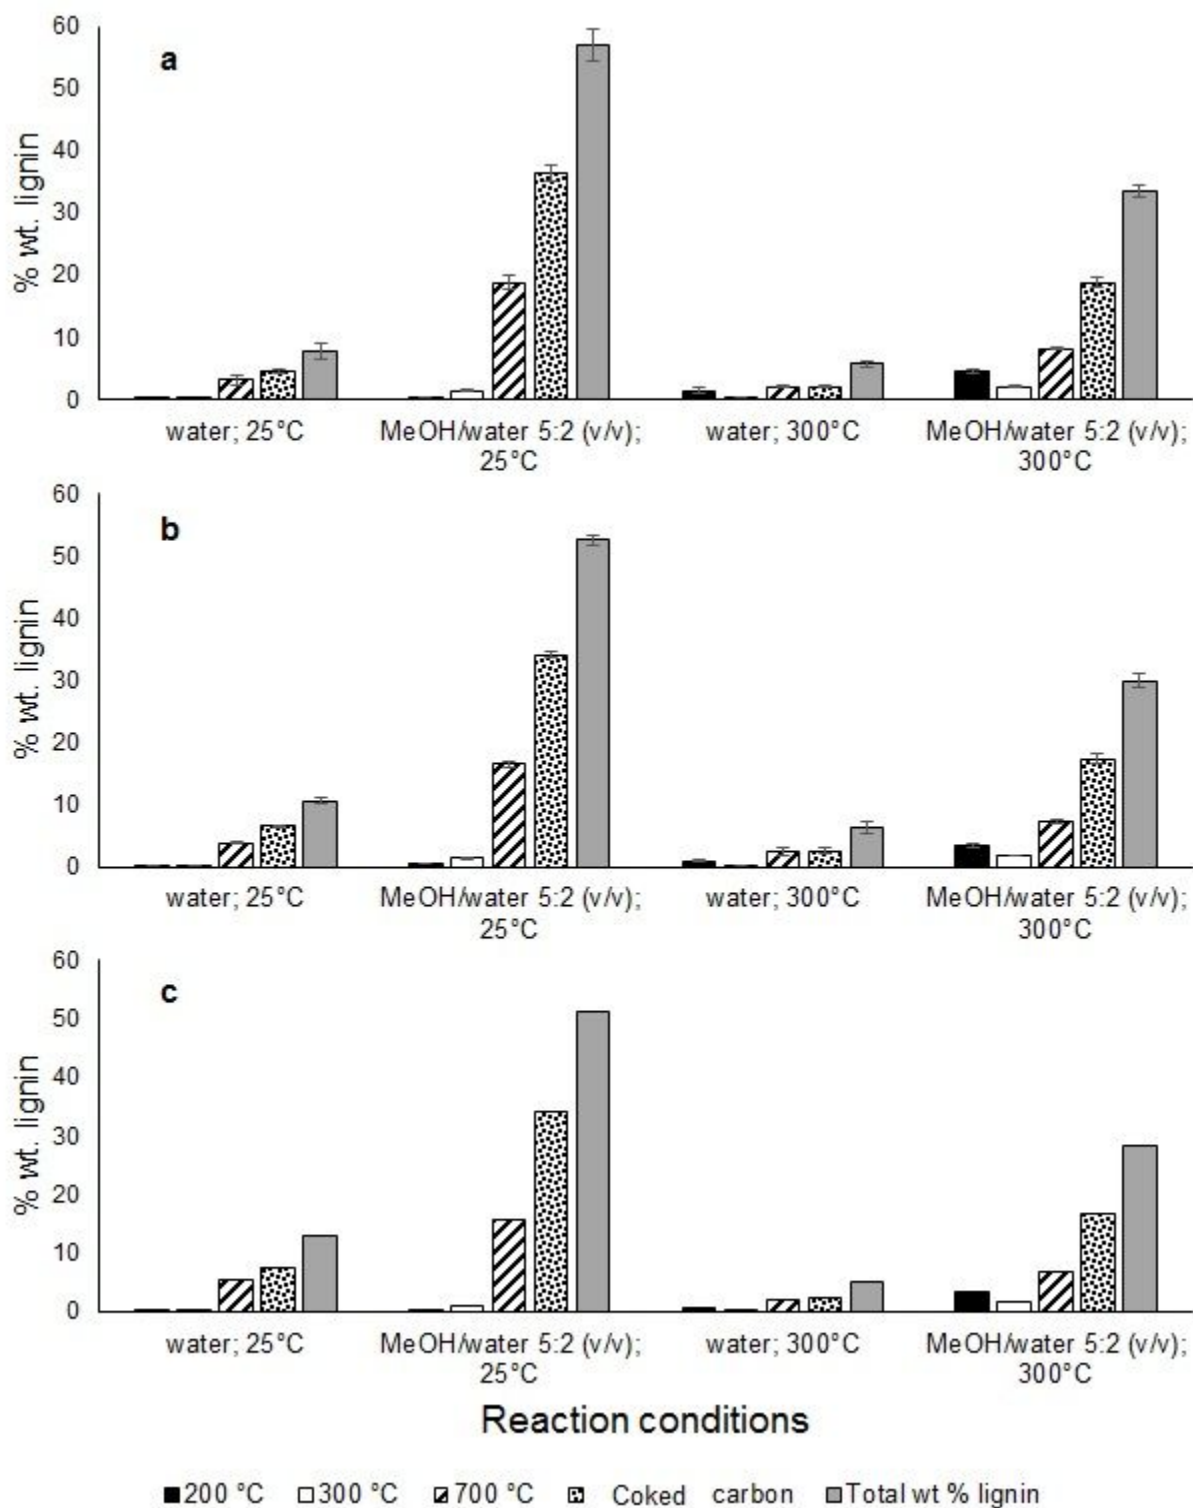 a
% wt. lignin
60
50
40
30
20
10
0
water; 25°C
MeOH/water 5:2 (v/v);
25°C
water; 300°C
MeOH/water 5:2 (v/v);
300°C
b
% wt. lignin
60
50
40
30
20
10
0
water; 25°C
MeOH/water 5:2 (v/v);
25°C
water; 300°C
MeOH/water 5:2 (v/v);
300°C
c
% wt. lignin
60
50
40
30
20
10
0
water; 25°C
MeOH/water 5:2 (v/v);
25°C
water; 300°C
MeOH/water 5:2 (v/v);
300°C
Reaction conditions
200 °C 300 °C 700 °C Coked carbon Total wt % lignin